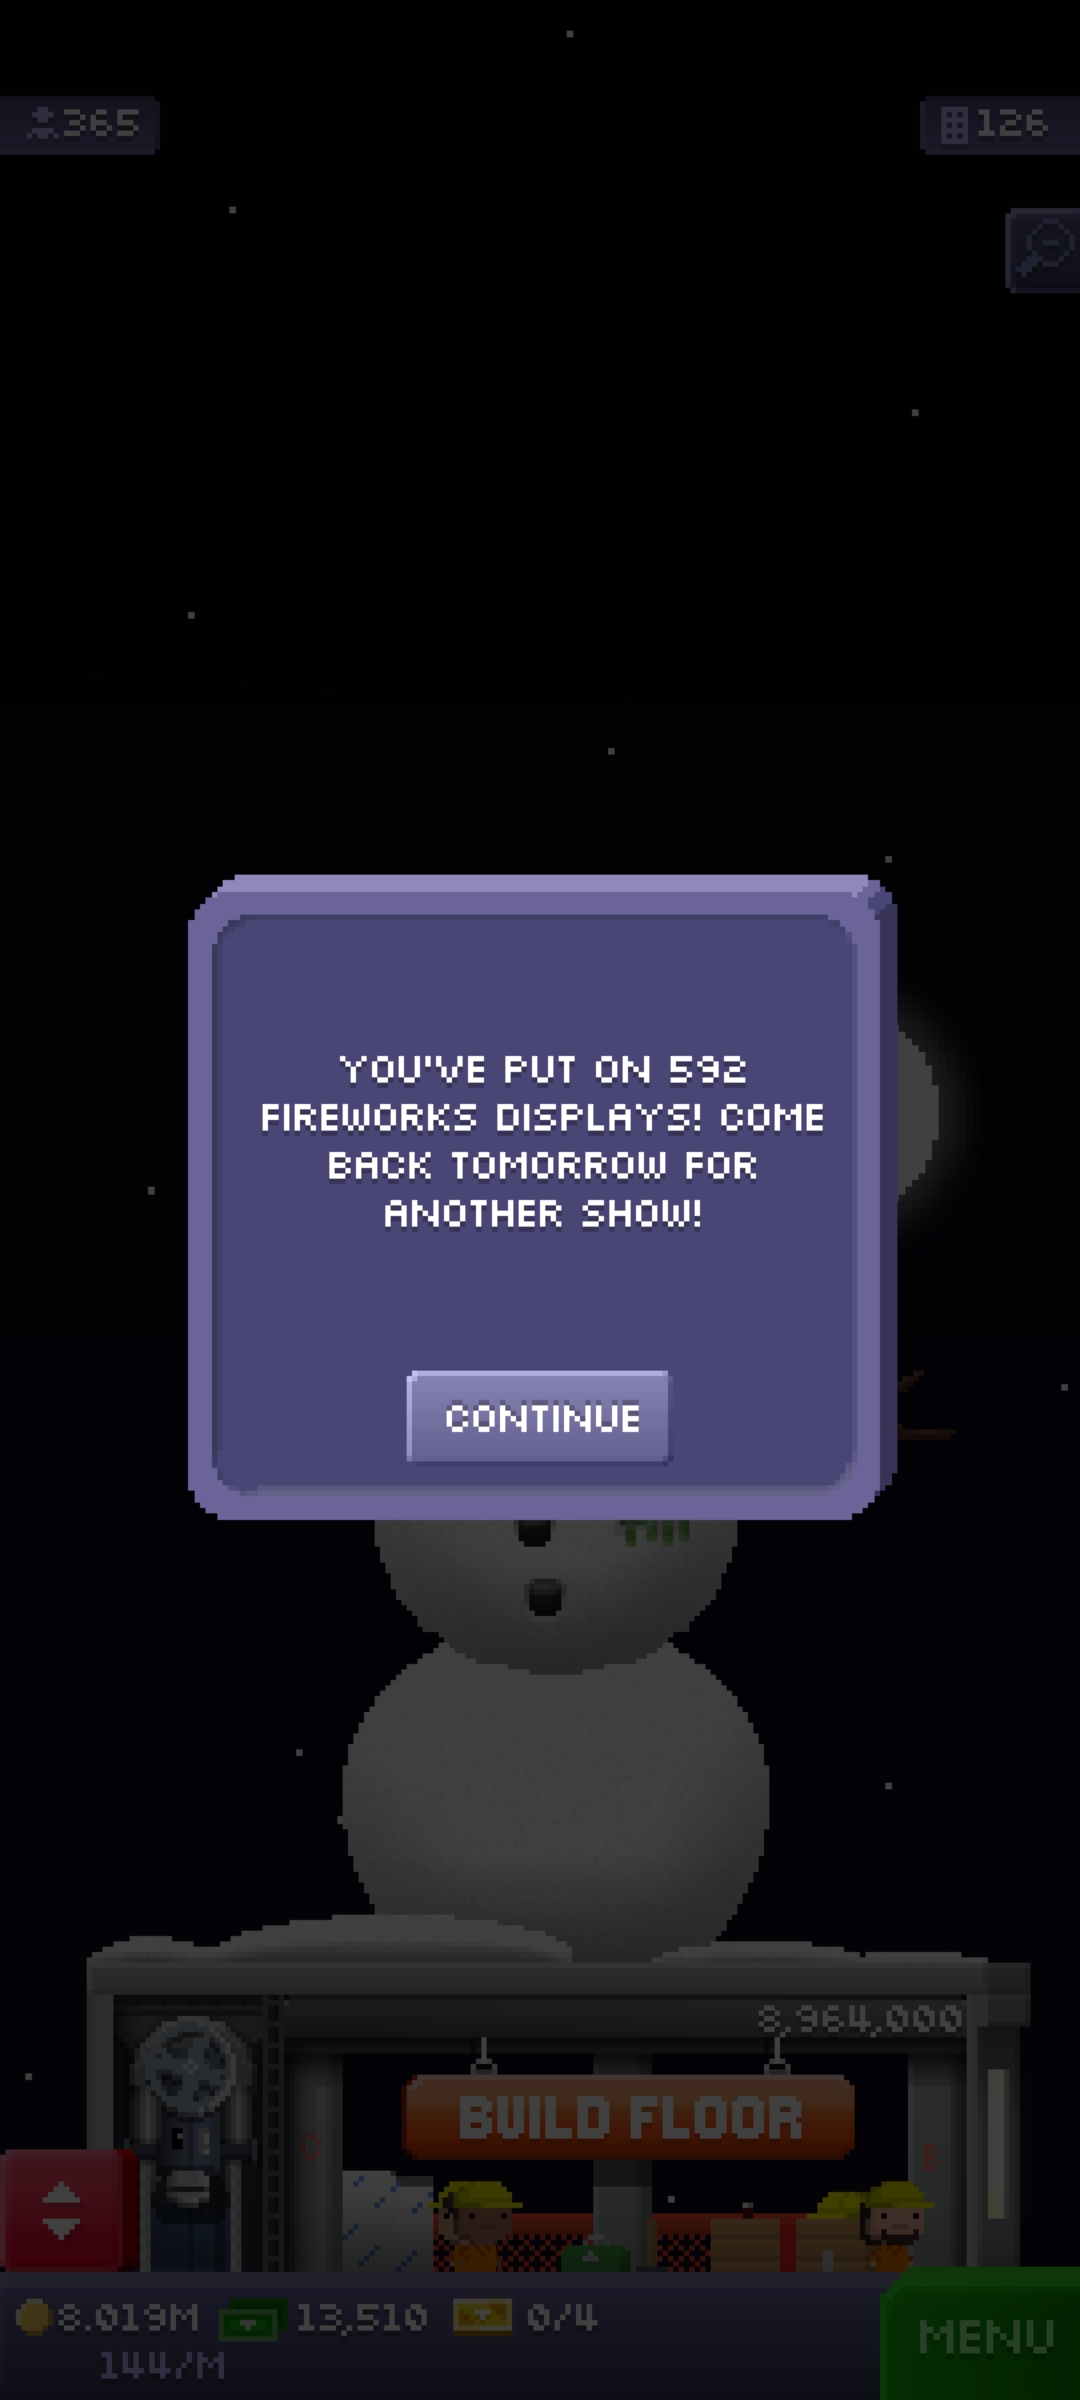 365
126
YOU'VE PUT ON 592
FIREWORKS DISPLAYS! COME
BACK TOMORROW FOR
ANOTHER SHOW!
CONTINUE
8,964,000
BUILD FLOOR
C
B
8.019M 13,510 0/4
MENU
144/M